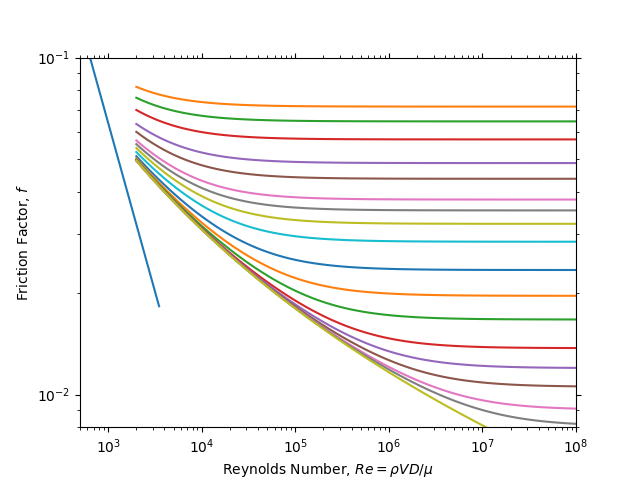 10⁻¹
10⁻²
Friction Factor, f
10³ 10⁴ 10⁵ 10⁶ 10⁷ 10⁸
Reynolds Number, Re = ρVD/μ